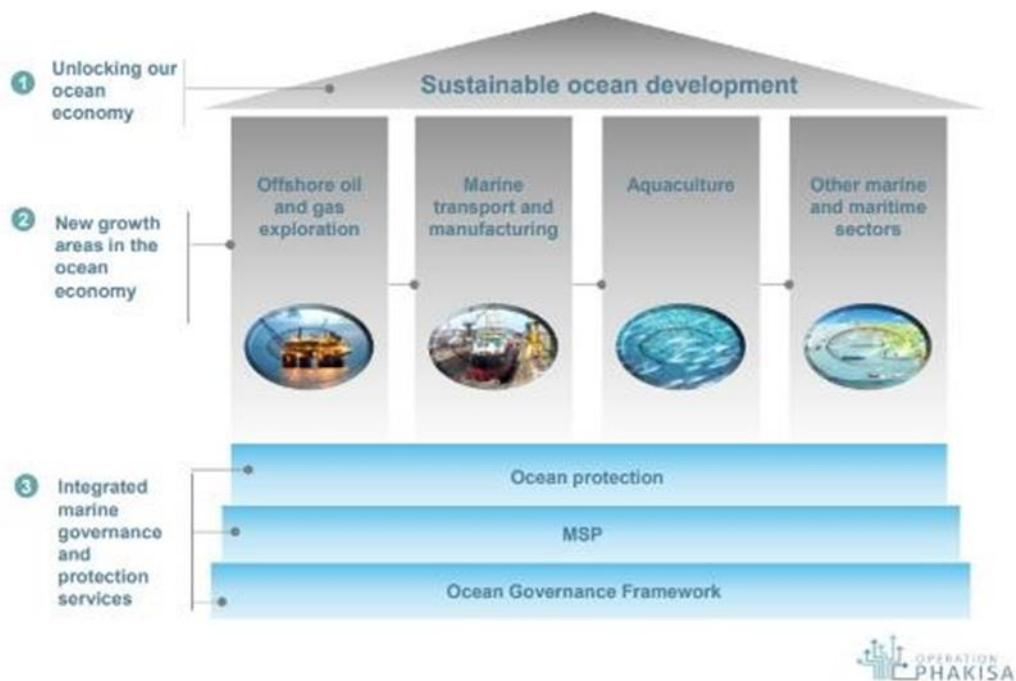 1
Unlocking our
ocean
economy
Sustainable ocean development
2
New growth
areas in the
ocean
economy
Offshore oil
and gas
exploration
Marine
transport and
manufacturing
Aquaculture
Other marine
and maritime
sectors
3
Integrated
marine
governance
and
protection
services
Ocean protection
MSP
Ocean Governance Framework
OPERATION
PHAKISA